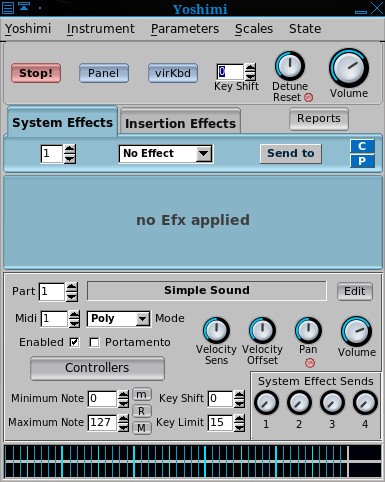 Yoshimi
Yoshimi Instrument Parameters Scales State
Stop! Panel virKbd 0 Key Shift Detune Reset Volume
System Effects Insertion Effects Reports
1 No Effect Send to C
P
no Efx applied
Part 1 Simple Sound Edit
Midi 1 Poly Mode
Enabled Portamento
Velocity Sens Velocity Offset Pan Volume
Controllers
System Effect Sends
Minimum Note 0 m Key Shift 0
R
Maximum Note 127 M Key Limit 15
1 2 3 4